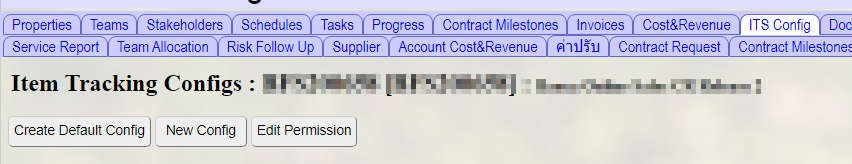 Properties Teams Stakeholders Schedules Tasks Progress Contract Milestones Invoices Cost&Revenue ITS Config Doc
Service Report Team Allocation Risk Follow Up Supplier Account Cost&Revenue ค่าปรับ Contract Request Contract Milestones
Item Tracking Configs :
Create Default Config New Config Edit Permission